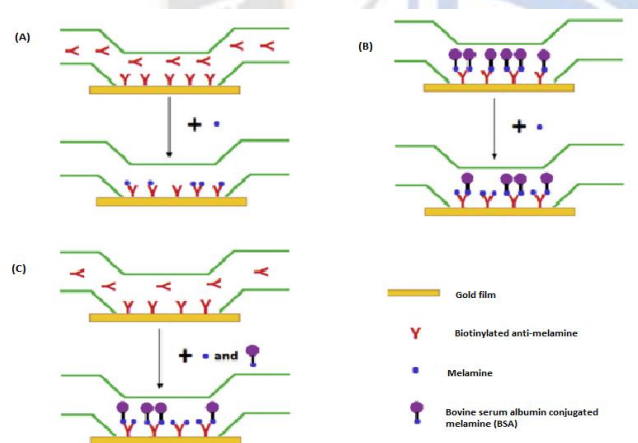 (A)
(B)
+
+
(C)
+ and
Gold film
Biotinylated anti-melamine
Melamine
Bovine serum albumin conjugated
melamine (BSA)